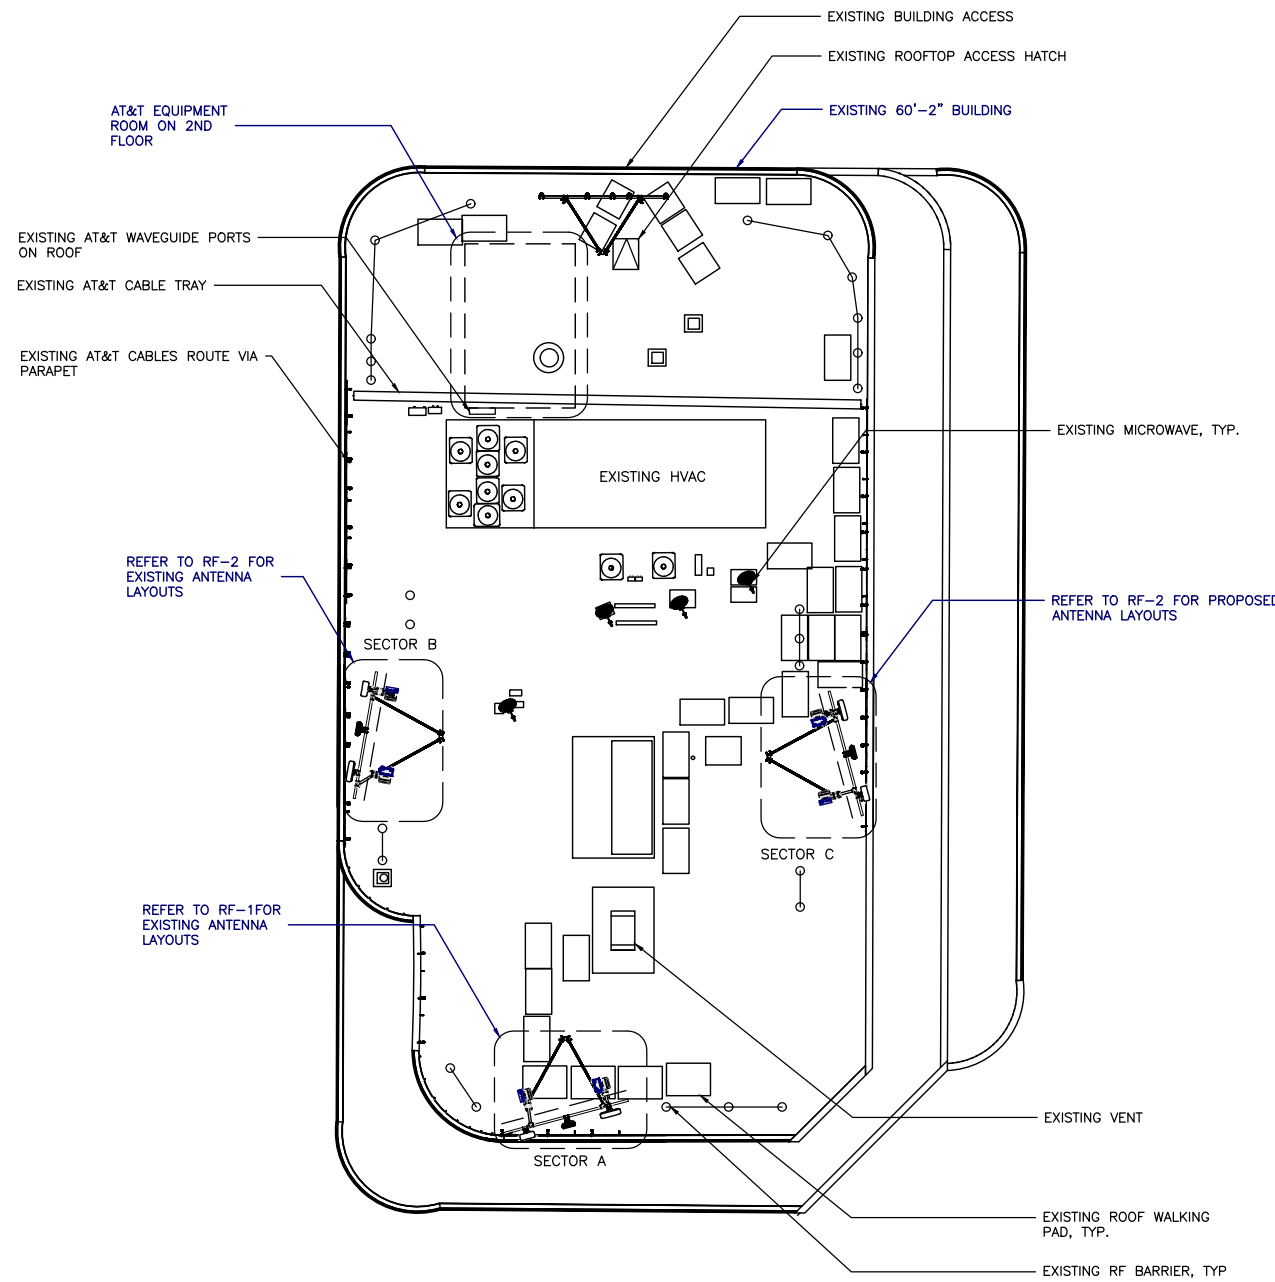 EXISTING BUILDING ACCESS
EXISTING ROOFTOP ACCESS HATCH
EXISTING 60'-2" BUILDING
AT&T EQUIPMENT
ROOM ON 2ND
FLOOR
EXISTING AT&T WAVEGUIDE PORTS
ON ROOF
EXISTING AT&T CABLE TRAY
EXISTING AT&T CABLES ROUTE VIA
PARAPET
EXISTING MICROWAVE, TYP.
EXISTING HVAC
REFER TO RF-2 FOR
EXISTING ANTENNA
LAYOUTS
REFER TO RF-2 FOR PROPOSED
ANTENNA LAYOUTS
SECTOR B
SECTOR C
REFER TO RF-1FOR
EXISTING ANTENNA
LAYOUTS
EXISTING VENT
SECTOR A
EXISTING ROOF WALKING
PAD, TYP.
EXISTING RF BARRIER, TYP